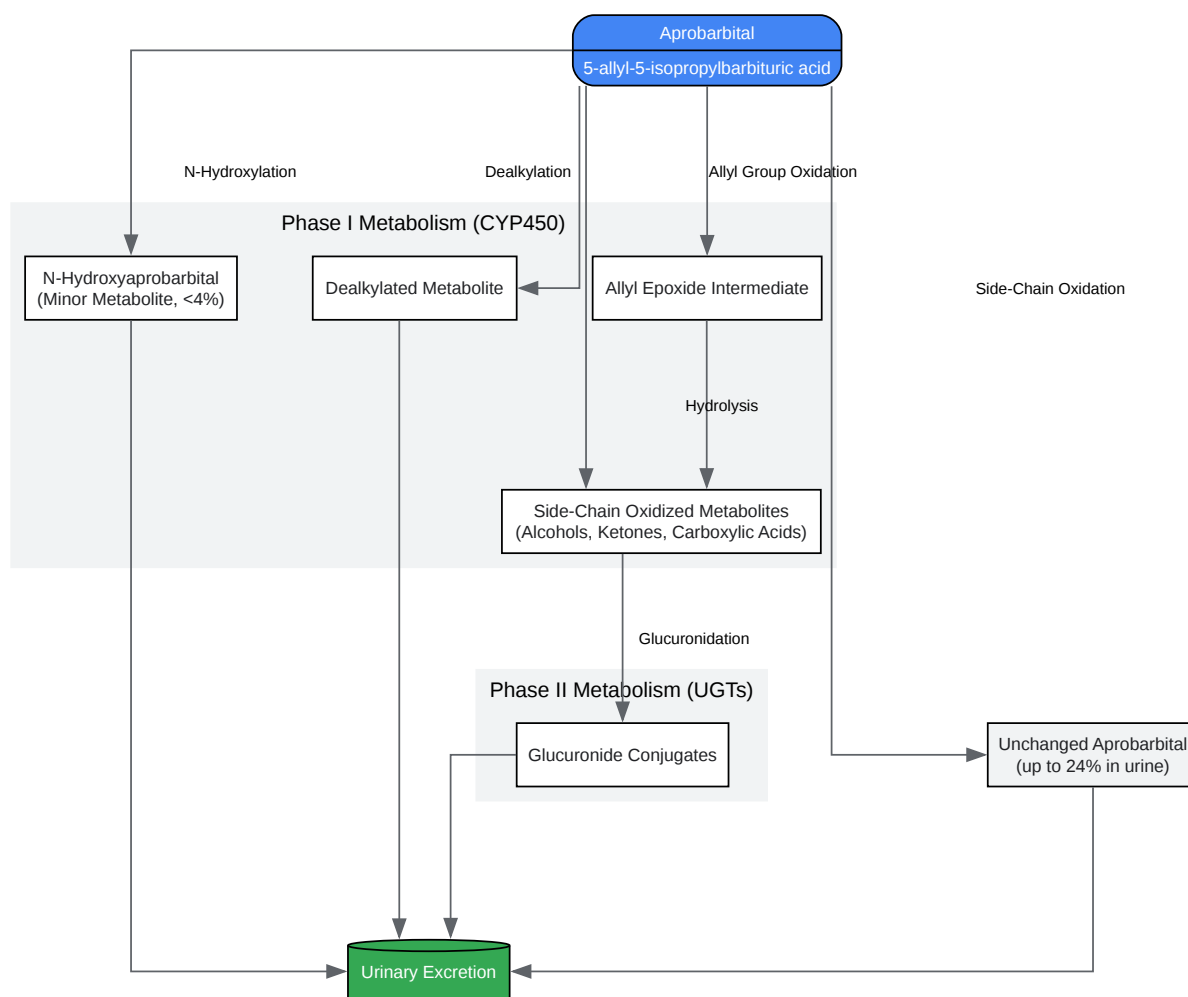 Aprobarbital
5-allyl-5-isopropylbarbituric acid
N-Hydroxylation
Dealkylation
Allyl Group Oxidation
Phase I Metabolism (CYP450)
N-Hydroxyaprobarbital
(Minor Metabolite, <4%)
Dealkylated Metabolite
Allyl Epoxide Intermediate
Side-Chain Oxidation
Hydrolysis
Side-Chain Oxidized Metabolites
(Alcohols, Ketones, Carboxylic Acids)
Glucuronidation
Phase II Metabolism (UGTs)
Glucuronide Conjugates
Unchanged Aprobarbital
(up to 24% in urine)
Urinary Excretion